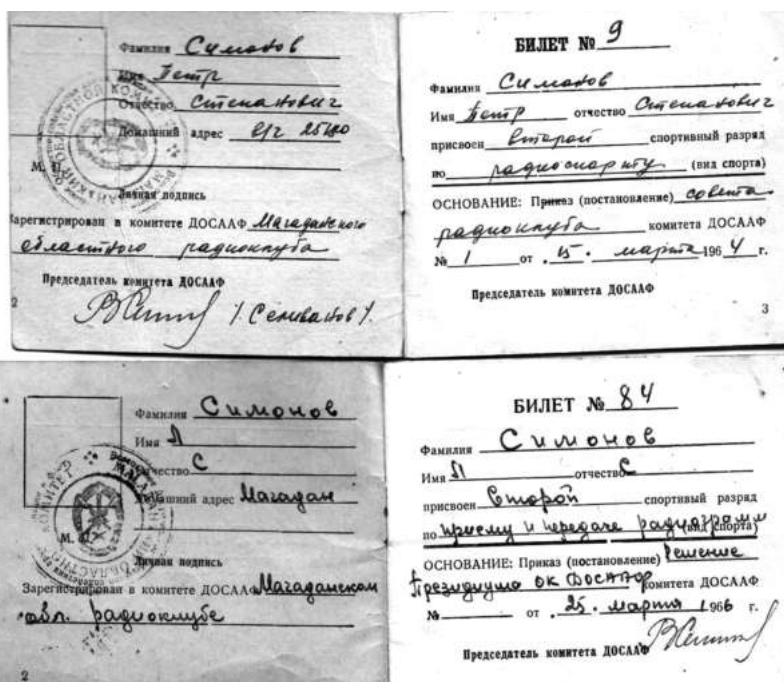 Фамилия Симонов
Имя Петр
Отчество Степанович
Домашний адрес в/ч 25180
М. П.
Личная подпись
Зарегистрирован в комитете ДОСААФ Магаданского
областного радиоклуба
Председатель комитета ДОСААФ
/. Селиванов /.
2
БИЛЕТ № 9
Фамилия Симонов
Имя Петр отчество Степанович
присвоен второй спортивный разряд
по радиоспорту (вид спорта)
ОСНОВАНИЕ: Приказ (постановление) совета
радиоклуба комитета ДОСААФ
№ 1 от „15“ марта 1964 г.
Председатель комитета ДОСААФ
3
Фамилия Симонов
Имя П
Отчество С
Домашний адрес Магадан
М. П.
Личная подпись
Зарегистрирован в комитете ДОСААФ Магаданском
обл. радиоклубе
2
БИЛЕТ № 84
Фамилия Симонов
Имя П отчество С
присвоен второй спортивный разряд
по приему и передаче радиограмм (вид спорта)
ОСНОВАНИЕ: Приказ (постановление) Решение
Президиума ОК ДОСААФ комитета ДОСААФ
№ от „25“ марта 1966 г.
Председатель комитета ДОСААФ